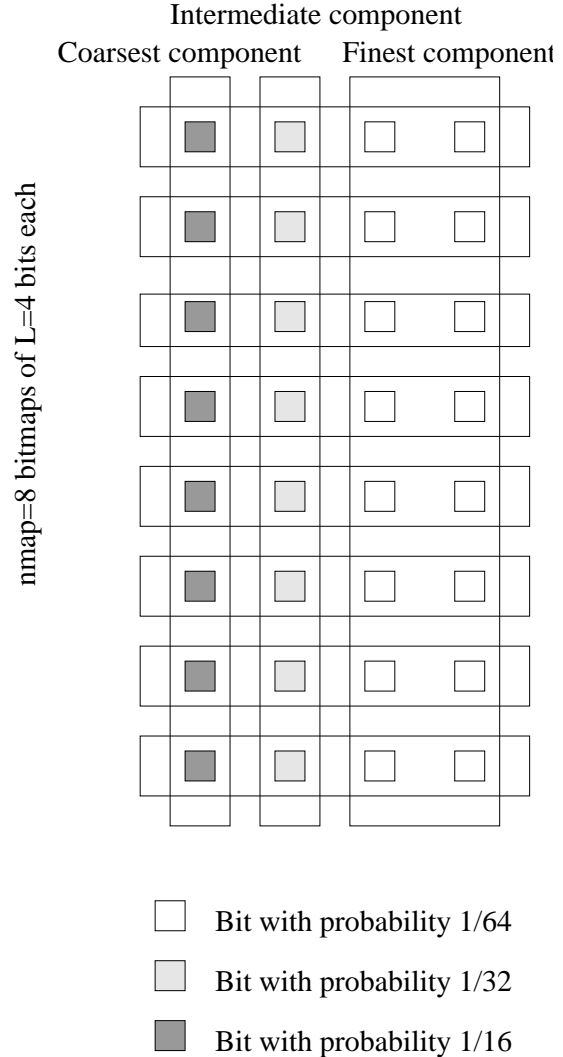 Intermediate component
Coarsest component
Finest component
nmap=8 bitmaps of L=4 bits each
Bit with probability 1/64
Bit with probability 1/32
Bit with probability 1/16